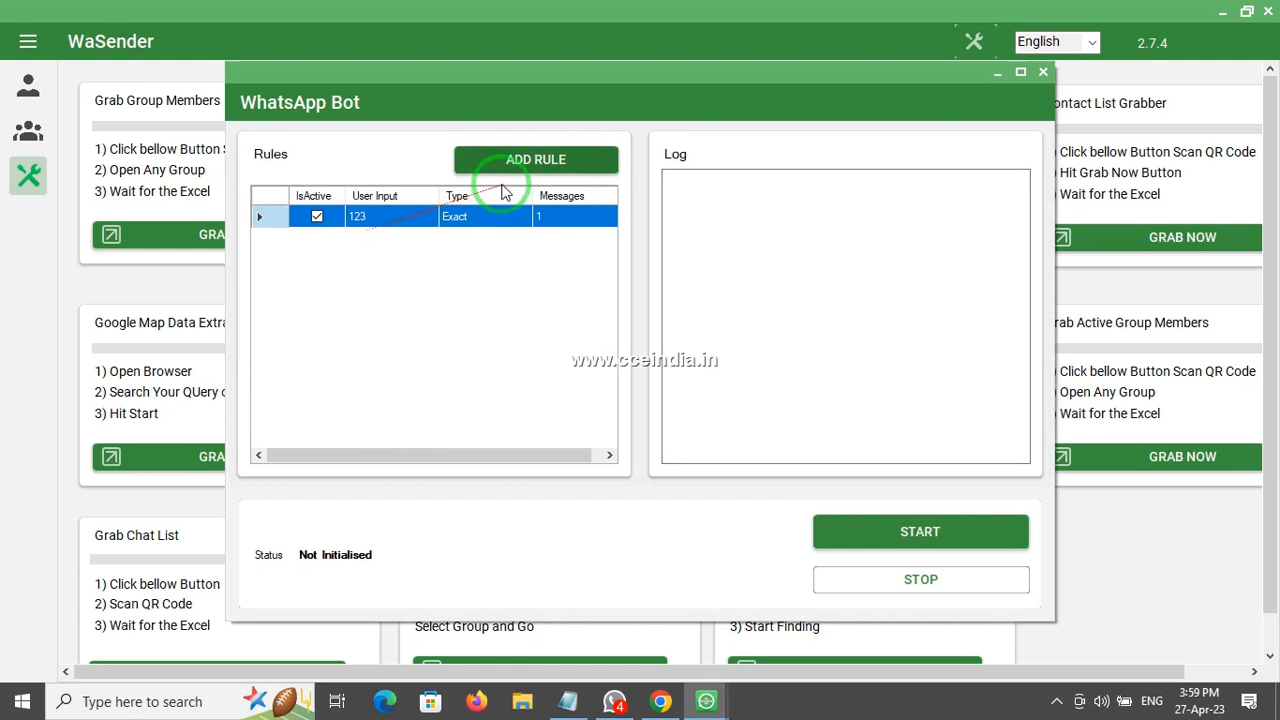 WaSender
English
2.7.4
Grab Group Members
1) Click bellow Button
2) Open Any Group
3) Wait for the Excel
GRA
WhatsApp Bot
Rules
ADD RULE
IsActive User Input Type Messages
123 Exact 1
Log
ontact List Grabber
Click bellow Button Scan QR Code
Hit Grab Now Button
Wait for the Excel
GRAB NOW
Google Map Data Extra
1) Open Browser
2) Search Your QUery
3) Hit Start
GRA
www.cceindia.in
rab Active Group Members
Click bellow Button Scan QR Code
Open Any Group
Wait for the Excel
GRAB NOW
Status Not Initialised
START
STOP
Grab Chat List
1) Click bellow Button
2) Scan QR Code
3) Wait for the Excel
Select Group and Go
3) Start Finding
Type here to search
4
ENG
3:59 PM
27-Apr-23